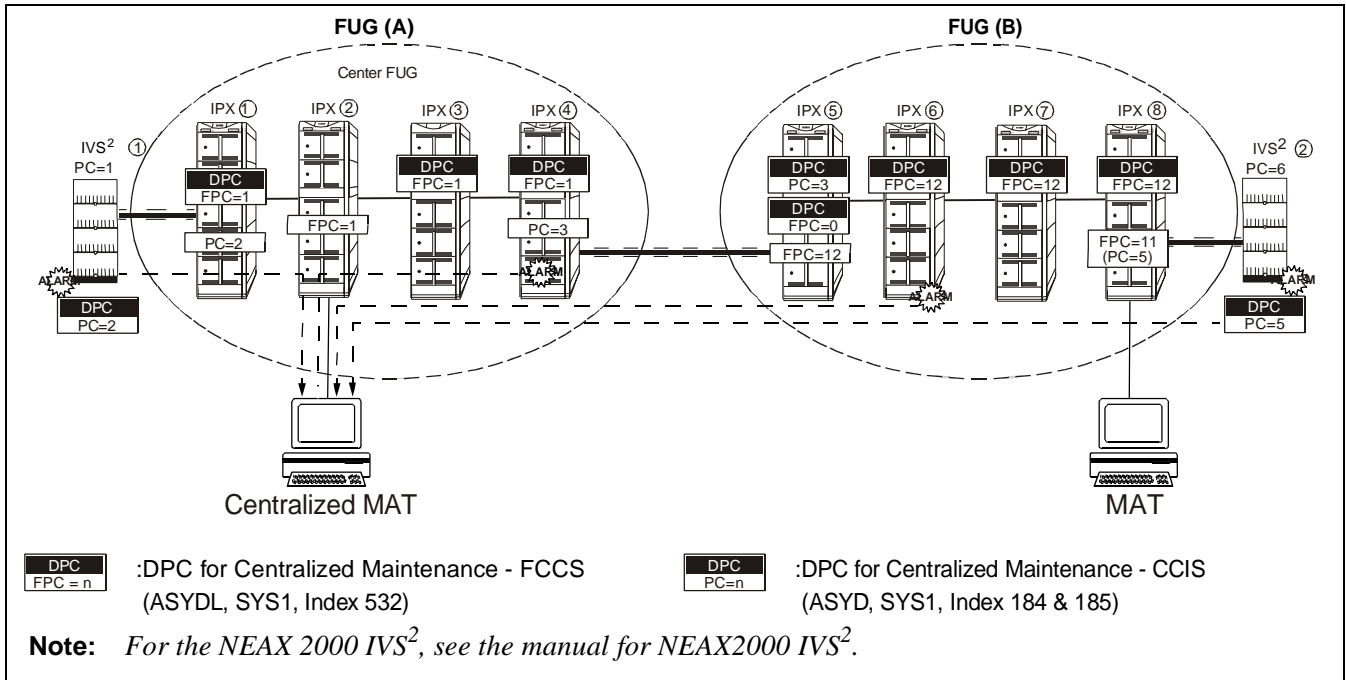 FUG (A)
FUG (B)
Center FUG
IPX ①
IPX ②
IPX ③
IPX ④
IPX ⑤
IPX ⑥
IPX ⑦
IPX ⑧
IVS² ①
PC=1
IVS² ②
PC=6
DPC
FPC=1
DPC
FPC=1
DPC
FPC=1
DPC
PC=3
DPC
FPC=12
DPC
FPC=12
DPC
FPC=12
PC=2
FPC=1
PC=3
DPC
FPC=0
FPC=12
FPC=11
(PC=5)
ALARM
ALARM
ALARM
ALARM
DPC
PC=2
DPC
PC=5
Centralized MAT
MAT
DPC
FPC = n
:DPC for Centralized Maintenance - FCCS
(ASYDL, SYS1, Index 532)
DPC
PC=n
:DPC for Centralized Maintenance - CCIS
(ASYD, SYS1, Index 184 & 185)
Note: For the NEAX 2000 IVS², see the manual for NEAX2000 IVS².